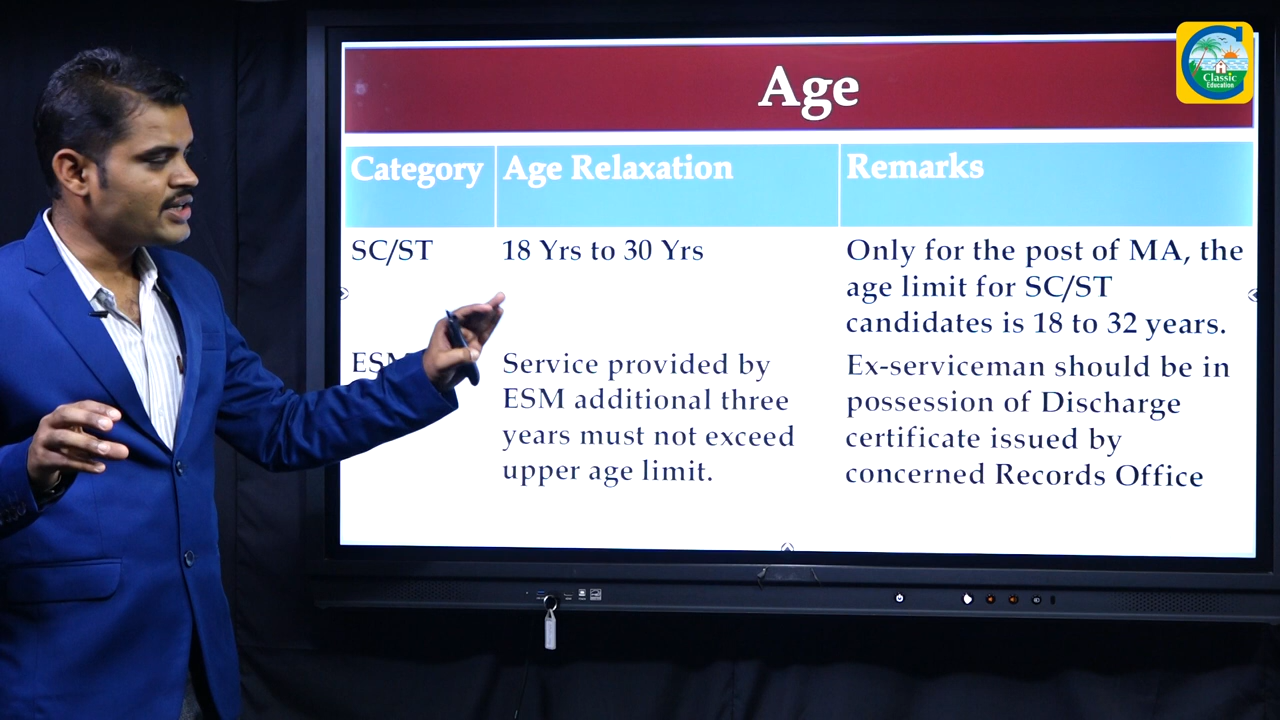 Classic
Education
Age
Category
Age Relaxation
Remarks
SC/ST
18 Yrs to 30 Yrs
Only for the post of MA, the
age limit for SC/ST
candidates is 18 to 32 years.
ESM
Service provided by
ESM additional three
years must not exceed
upper age limit.
Ex-serviceman should be in
possession of Discharge
certificate issued by
concerned Records Office